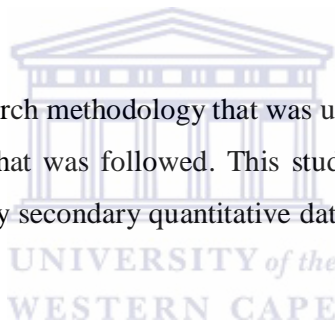 rch methodology that was u
hat was followed. This stud
y secondary quantitative dat
UNIVERSITY of the
WESTERN CAPE